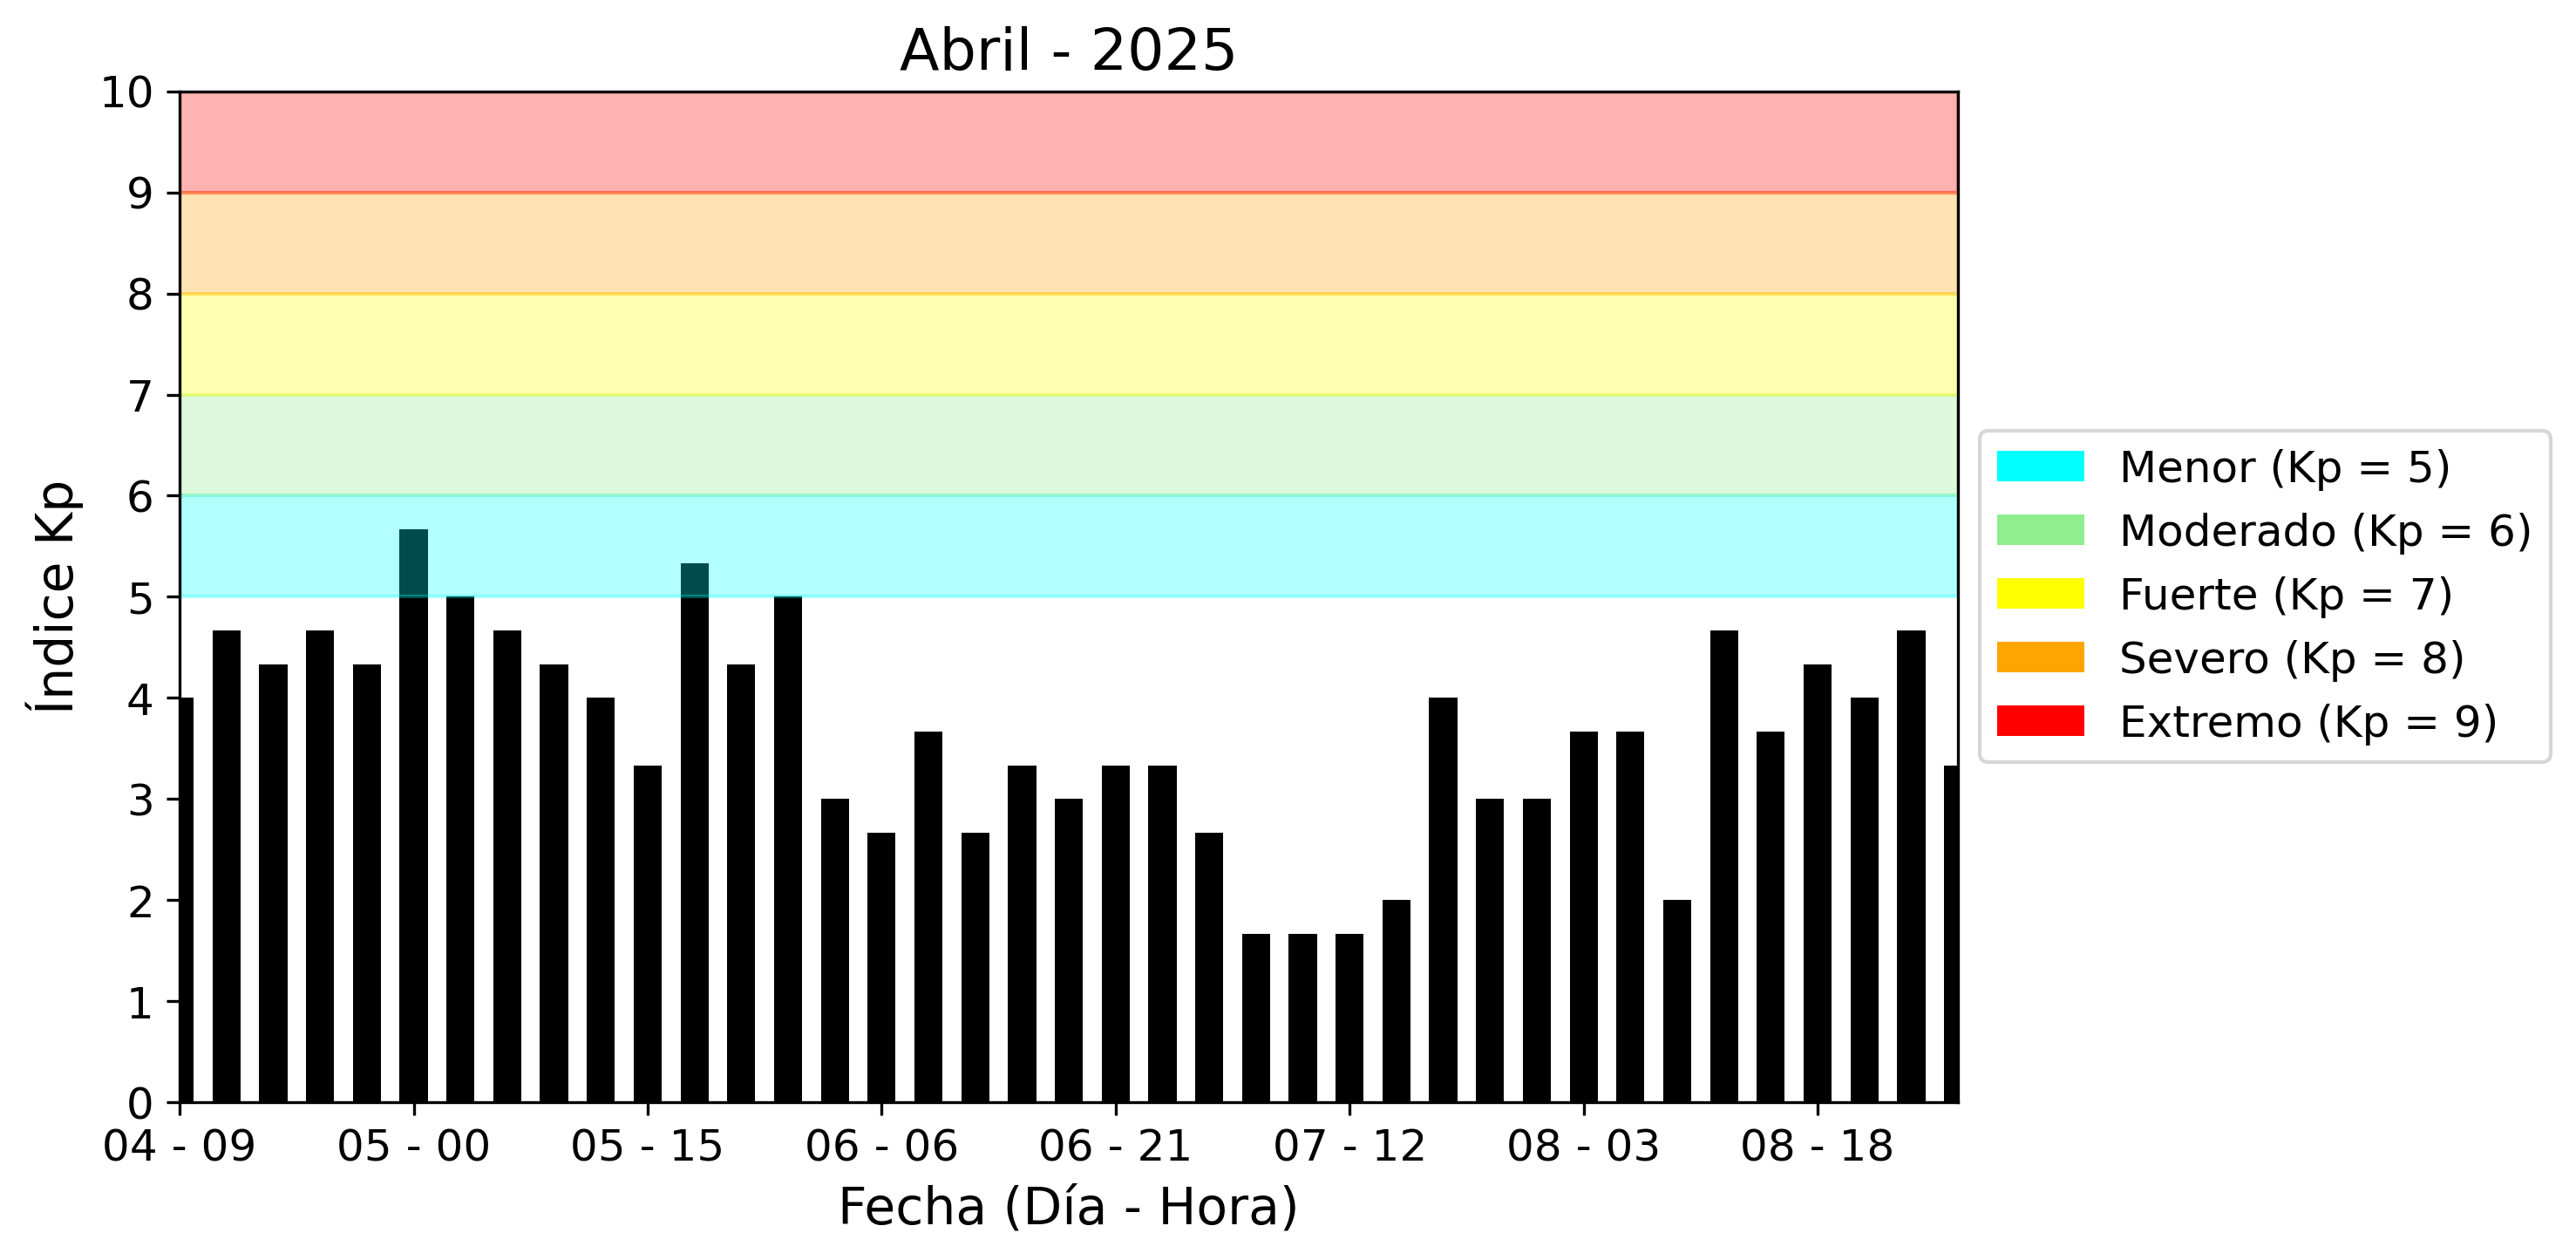 Abril - 2025
10
9
8
7
6
5
4
3
2
1
0
Índice Kp
04 - 09
05 - 00
05 - 15
06 - 06
06 - 21
07 - 12
08 - 03
08 - 18
Fecha (Día - Hora)
Menor (Kp = 5)
Moderado (Kp = 6)
Fuerte (Kp = 7)
Severo (Kp = 8)
Extremo (Kp = 9)